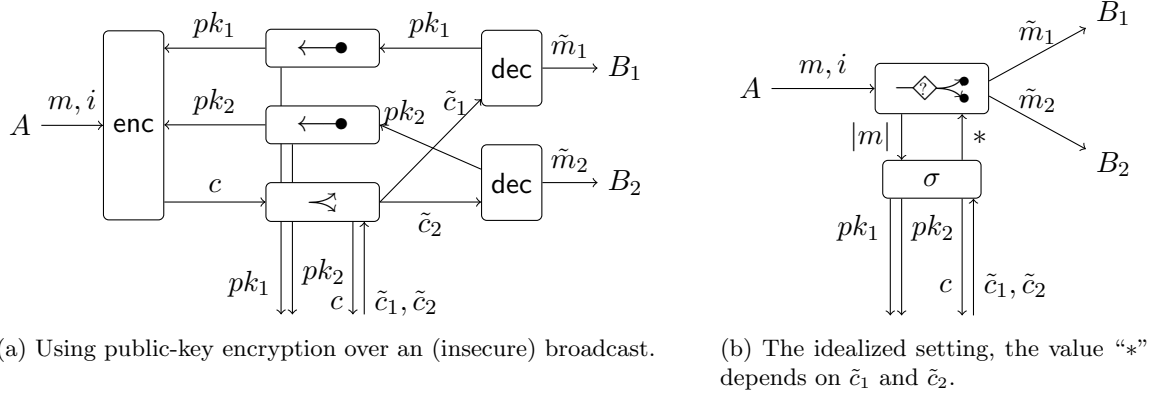 pk₁
pk₁
m̃₁
B₁
dec
A
m, i
enc
pk₂
pk₂
c̃₁
c
dec
m̃₂
B₂
c̃₂
pk₁
pk₂
c
c̃₁, c̃₂
(a) Using public-key encryption over an (insecure) broadcast.
B₁
m̃₁
A
m, i
?
m̃₂
B₂
|m|
*
σ
pk₁
pk₂
c
c̃₁, c̃₂
(b) The idealized setting, the value “*”
depends on c̃₁ and c̃₂.